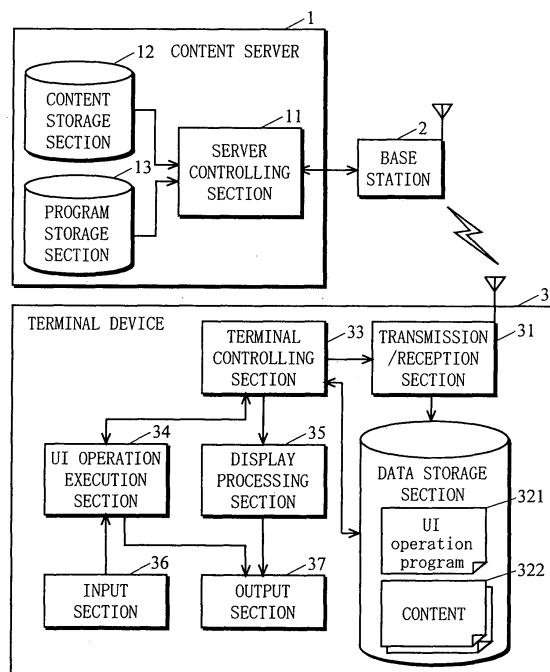 1
12
CONTENT SERVER
CONTENT
STORAGE
SECTION
11
SERVER
CONTROLLING
SECTION
2
BASE
STATION
13
PROGRAM
STORAGE
SECTION
3
TERMINAL DEVICE
TERMINAL
CONTROLLING
SECTION
33
TRANSMISSION
/RECEPTION
SECTION
31
34
UI OPERATION
EXECUTION
SECTION
35
DISPLAY
PROCESSING
SECTION
DATA STORAGE
SECTION
321
UI
operation
program
36
INPUT
SECTION
37
OUTPUT
SECTION
322
CONTENT